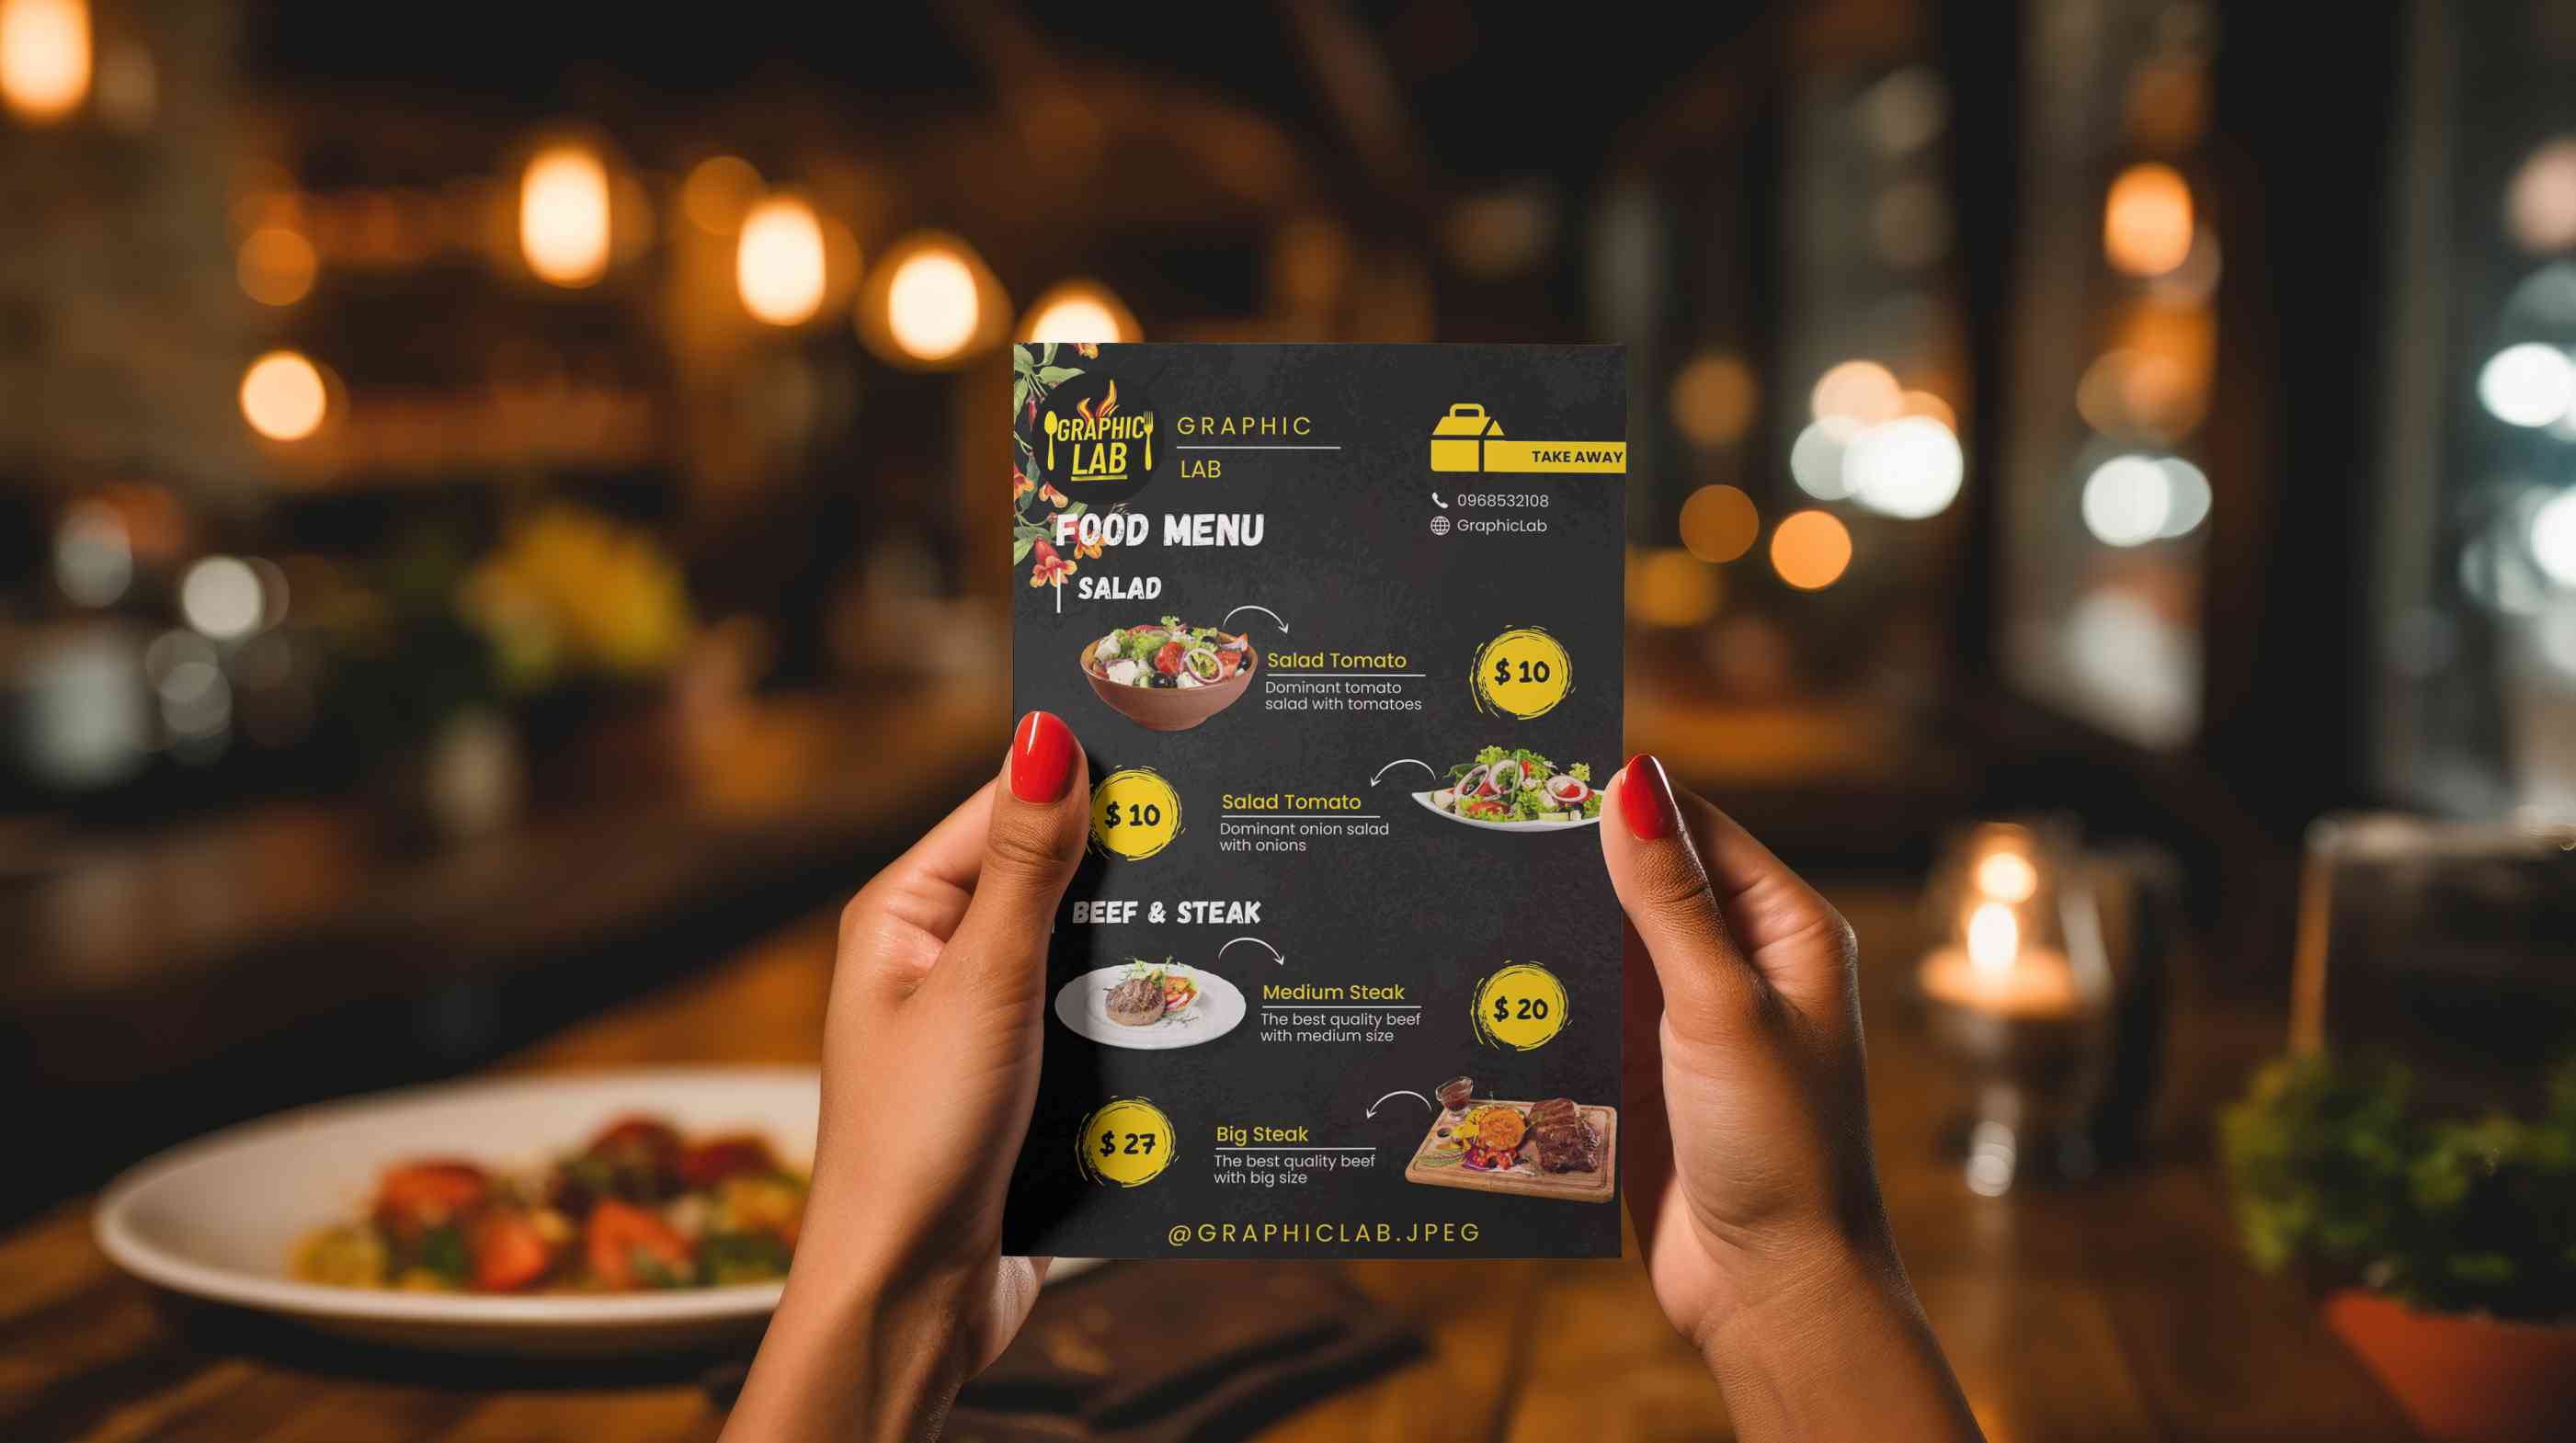 GRAPHIC
LAB
GRAPHIC
LAB
TAKE AWAY
0968532108
GraphicLab
FOOD MENU
SALAD
Salad Tomato
Dominant tomato
salad with tomatoes
$ 10
$ 10
Salad Tomato
Dominant onion salad
with onions
BEEF & STEAK
Medium Steak
The best quality beef
with medium size
$ 20
$ 27
Big Steak
The best quality beef
with big size
@GRAPHICLAB.JPEG